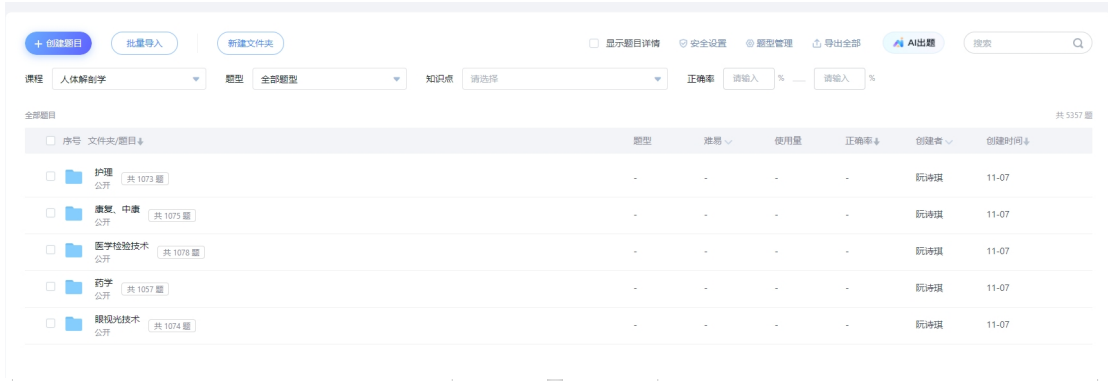 + 创建题目 批量导入 新建文件夹 显示题目详情 安全设置 题型管理 导出全部 AI出题 搜索
课程 人体解剖学 题型 全部题型 知识点 请选择 正确率 请输入 % — 请输入 %
全部题目 共 5357 题
序号 文件夹/题目 题型 难易 使用量 正确率 创建者 创建时间
护理 共 1073 题 - - - - 阮诗琪 11-07
公开
康复、中康 共 1075 题 - - - - 阮诗琪 11-07
公开
医学检验技术 共 1078 题 - - - - 阮诗琪 11-07
公开
药学 共 1057 题 - - - - 阮诗琪 11-07
公开
眼视光技术 共 1074 题 - - - - 阮诗琪 11-07
公开